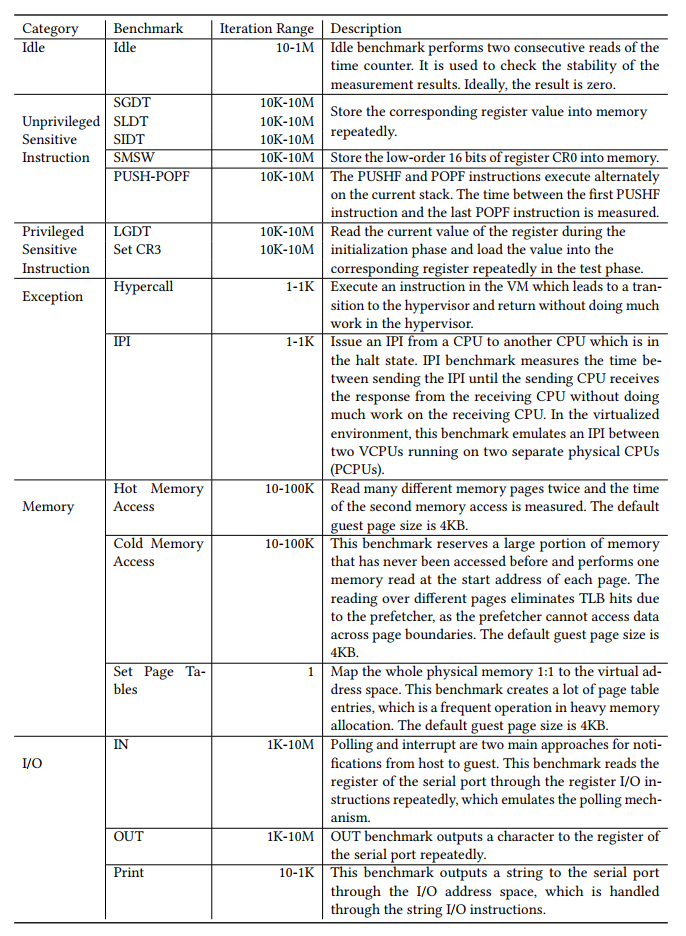 Category Benchmark Iteration Range Description
Idle Idle 10-1M Idle benchmark performs two consecutive reads of the
time counter. It is used to check the stability of the
measurement results. Ideally, the result is zero.
Unprivileged
Sensitive
Instruction
SGDT 10K-10M
SLDT 10K-10M
SIDT 10K-10M
Store the corresponding register value into memory
repeatedly.
SMSW 10K-10M Store the low-order 16 bits of register CR0 into memory.
PUSH-POPF 10K-10M The PUSHF and POPF instructions execute alternately
on the current stack. The time between the first PUSHF
instruction and the last POPF instruction is measured.
Privileged
Sensitive
Instruction
LGDT 10K-10M
Set CR3 10K-10M
Read the current value of the register during the
initialization phase and load the value into the
corresponding register repeatedly in the test phase.
Exception
Hypercall 1-1K Execute an instruction in the VM which leads to a tran-
sition to the hypervisor and return without doing much
work in the hypervisor.
IPI 1-1K Issue an IPI from a CPU to another CPU which is in
the halt state. IPI benchmark measures the time be-
tween sending the IPI until the sending CPU receives
the response from the receiving CPU without doing
much work on the receiving CPU. In the virtualized
environment, this benchmark emulates an IPI between
two VCPUs running on two separate physical CPUs
(PCPUs).
Memory
Hot Memory
Access
10-100K Read many different memory pages twice and the time
of the second memory access is measured. The default
guest page size is 4KB.
Cold Memory
Access
10-100K This benchmark reserves a large portion of memory
that has never been accessed before and performs one
memory read at the start address of each page. The
reading over different pages eliminates TLB hits due
to the prefetcher, as the prefetcher cannot access data
across page boundaries. The default guest page size is
4KB.
Set Page Ta-
bles
1 Map the whole physical memory 1:1 to the virtual ad-
dress space. This benchmark creates a lot of page table
entries, which is a frequent operation in heavy memory
allocation. The default guest page size is 4KB.
I/O
IN 1K-10M Polling and interrupt are two main approaches for noti-
fications from host to guest. This benchmark reads the
register of the serial port through the register I/O in-
structions repeatedly, which emulates the polling mech-
anism.
OUT 1K-10M OUT benchmark outputs a character to the register of
the serial port repeatedly.
Print 10-1K This benchmark outputs a string to the serial port
through the I/O address space, which is handled
through the string I/O instructions.